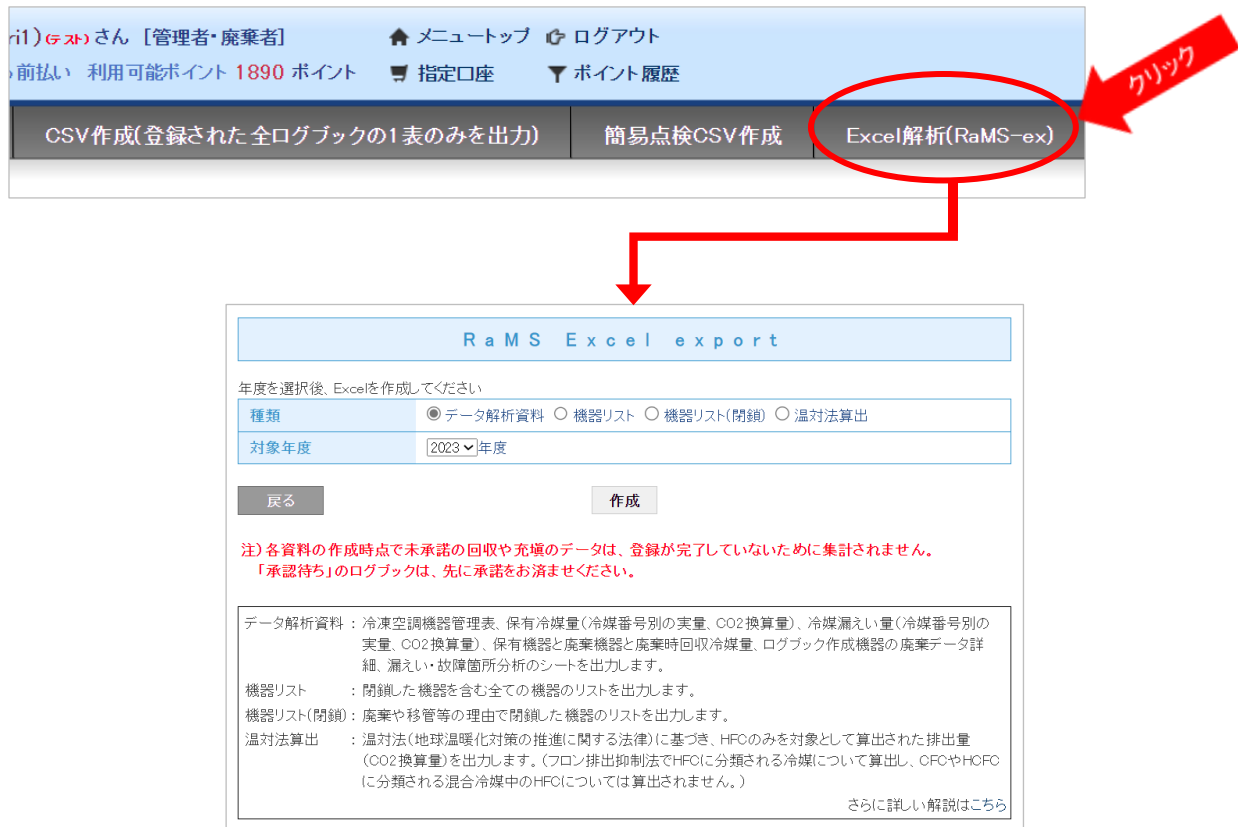 ri1)(テスト)さん [管理者・廃棄者] メニュートップ ログアウト
前払い 利用可能ポイント 1890 ポイント 指定口座 ポイント履歴
クリック
CSV作成(登録された全ログブックの1表のみを出力) 簡易点検CSV作成 Excel解析(RaMS-ex)
RaMS Excel export
年度を選択後、Excelを作成してください
種類 データ解析資料 機器リスト 機器リスト(閉鎖) 温対法算出
対象年度 2023 年度
戻る 作成
注)各資料の作成時点で未承諾の回収や充塡のデータは、登録が完了していないために集計されません。
「承認待ち」のログブックは、先に承諾をお済ませください。
データ解析資料 : 冷凍空調機器管理表、保有冷媒量(冷媒番号別の実量、CO2換算量)、冷媒漏えい量(冷媒番号別の
実量、CO2換算量)、保有機器と廃棄機器と廃棄時回収冷媒量、ログブック作成機器の廃棄データ詳
細、漏えい・故障箇所分析のシートを出力します。
機器リスト : 閉鎖した機器を含む全ての機器のリストを出力します。
機器リスト(閉鎖) : 廃棄や移管等の理由で閉鎖した機器のリストを出力します。
温対法算出 : 温対法(地球温暖化対策の推進に関する法律)に基づき、HFCのみを対象として算出された排出量
(CO2換算量)を出力します。(フロン排出抑制法でHFCに分類される冷媒について算出し、CFCやHCFC
に分類される混合冷媒中のHFCについては算出されません。)
さらに詳しい解説はこちら